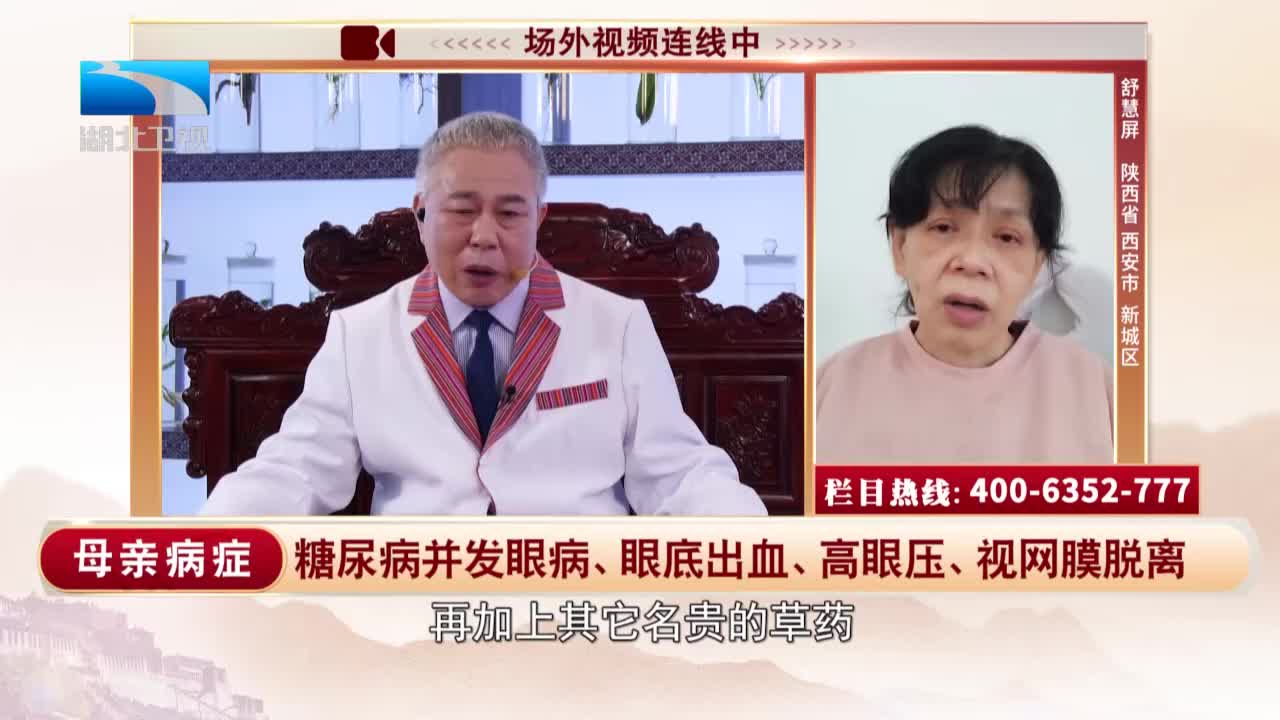 场外视频连线中
湖北卫视
舒慧屏 陕西省 西安市 新城区
栏目热线: 400-6352-777
母亲病症
糖尿病并发眼病、眼底出血、高眼压、视网膜脱离
再加上其它名贵的草药